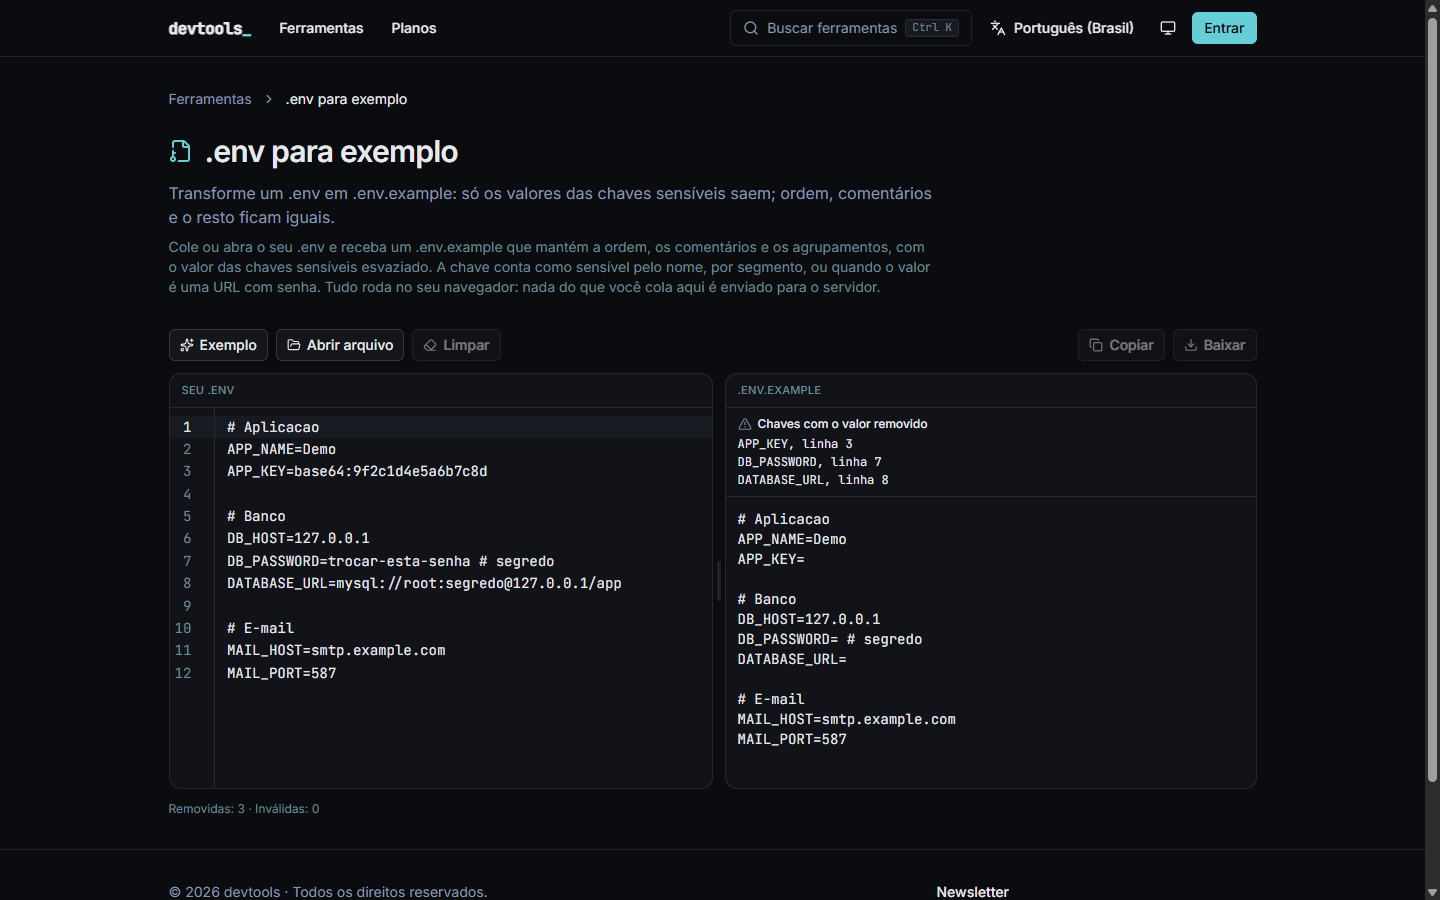 devtools_
Ferramentas
Planos
Buscar ferramentas
Ctrl K
Português (Brasil)
Entrar
Ferramentas
.env para exemplo
.env para exemplo
Transforme um .env em .env.example: só os valores das chaves sensíveis saem; ordem, comentários
e o resto ficam iguais.
Cole ou abra o seu .env e receba um .env.example que mantém a ordem, os comentários e os agrupamentos, com
o valor das chaves sensíveis esvaziado. A chave conta como sensível pelo nome, por segmento, ou quando o valor
é uma URL com senha. Tudo roda no seu navegador: nada do que você cola aqui é enviado para o servidor.
Exemplo
Abrir arquivo
Limpar
Copiar
Baixar
SEU .ENV
1 # Aplicacao
2 APP_NAME=Demo
3 APP_KEY=base64:9f2c1d4e5a6b7c8d
4
5 # Banco
6 DB_HOST=127.0.0.1
7 DB_PASSWORD=trocar-esta-senha # segredo
8 DATABASE_URL=mysql://root:segredo@127.0.0.1/app
9
10 # E-mail
11 MAIL_HOST=smtp.example.com
12 MAIL_PORT=587
.ENV.EXAMPLE
Chaves com o valor removido
APP_KEY, linha 3
DB_PASSWORD, linha 7
DATABASE_URL, linha 8
# Aplicacao
APP_NAME=Demo
APP_KEY=
# Banco
DB_HOST=127.0.0.1
DB_PASSWORD= # segredo
DATABASE_URL=
# E-mail
MAIL_HOST=smtp.example.com
MAIL_PORT=587
Removidas: 3 · Inválidas: 0
© 2026 devtools · Todos os direitos reservados.
Newsletter